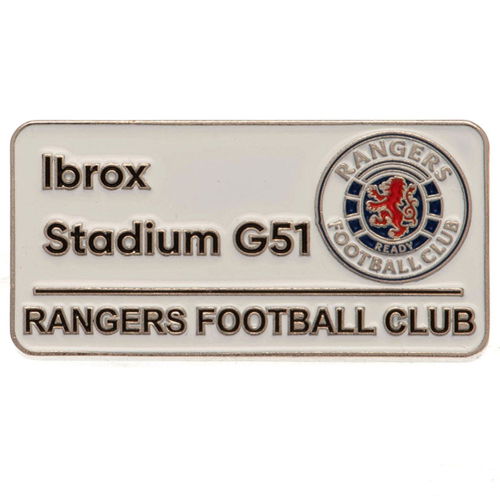 Ibrox
Stadium G51
RANGERS
READY
FOOTBALL CLUB
RANGERS FOOTBALL CLUB